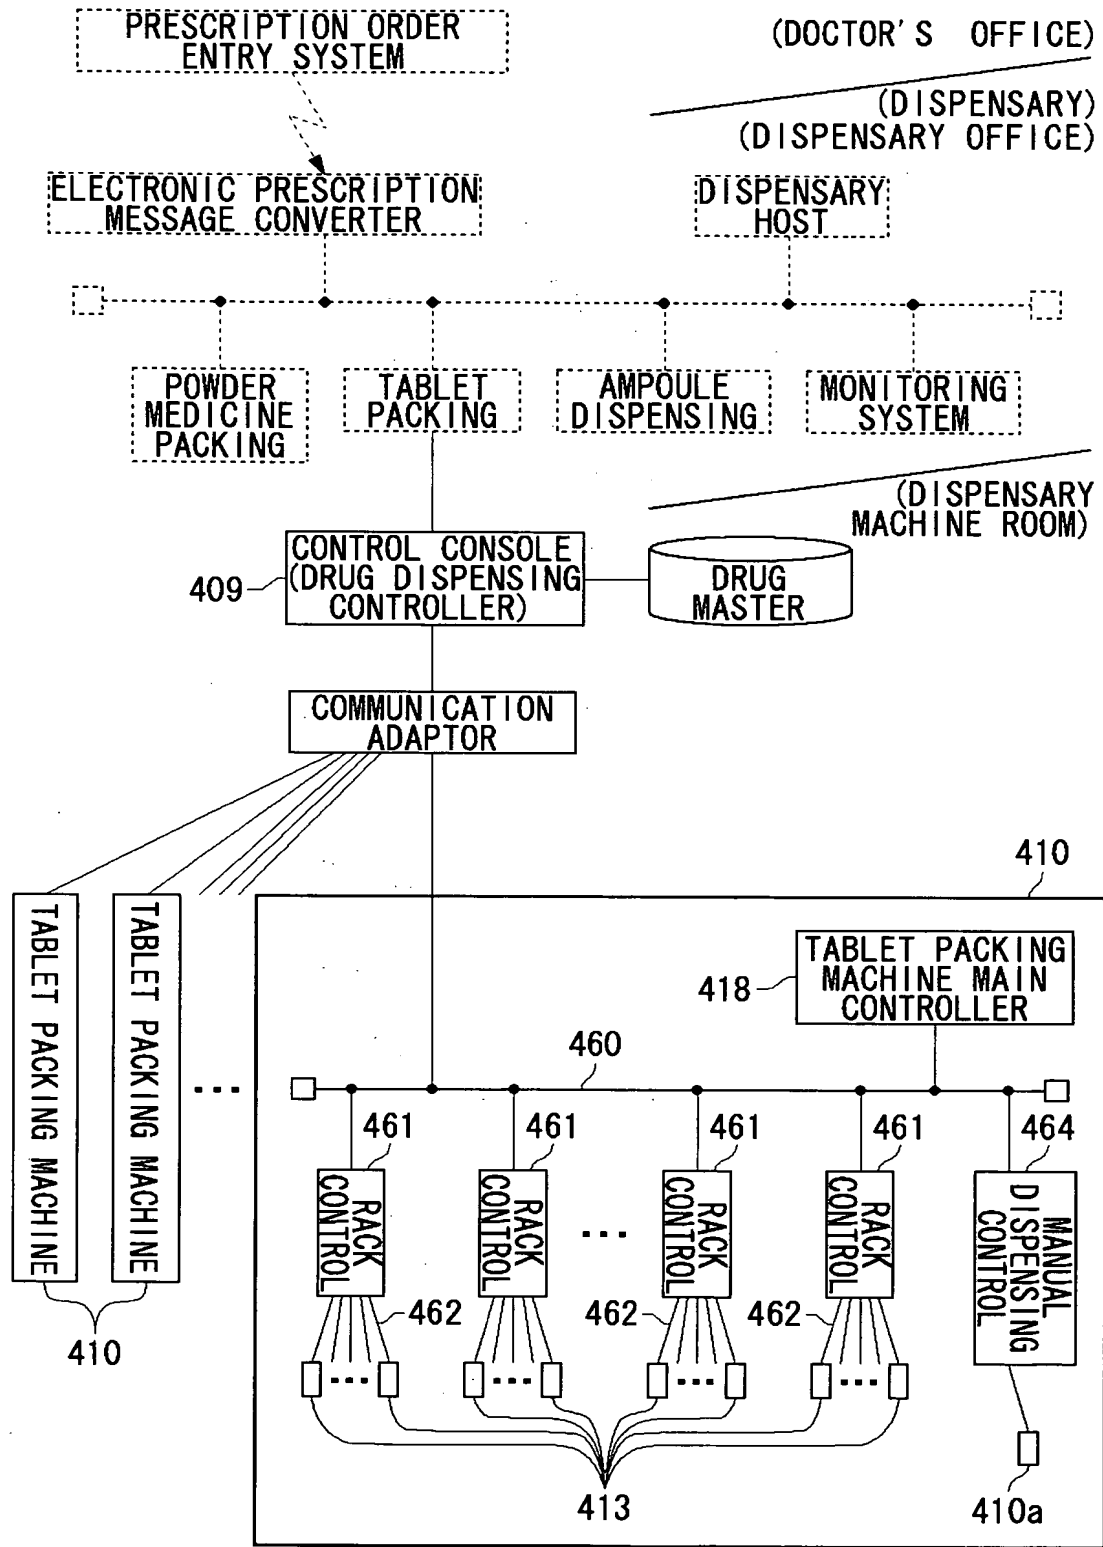 PRESCRIPTION ORDER
ENTRY SYSTEM
(DOCTOR'S OFFICE)
(DISPENSARY)
(DISPENSARY OFFICE)
ELECTRONIC PRESCRIPTION
MESSAGE CONVERTER
DISPENSARY
HOST
POWDER
MEDICINE
PACKING
TABLET
PACKING
AMPOULE
DISPENSING
MONITORING
SYSTEM
(DISPENSARY
MACHINE ROOM)
CONTROL CONSOLE
(DRUG DISPENSING
CONTROLLER)
409
DRUG
MASTER
COMMUNICATION
ADAPTOR
410
TABLET PACKING MACHINE
TABLET PACKING MACHINE
...
410
TABLET PACKING
MACHINE MAIN
CONTROLLER
418
460
461
461
461
461
464
RACK
CONTROL
RACK
CONTROL
...
RACK
CONTROL
RACK
CONTROL
MANUAL
DISPENSING
CONTROL
462
462
462
...
...
...
...
413
410a